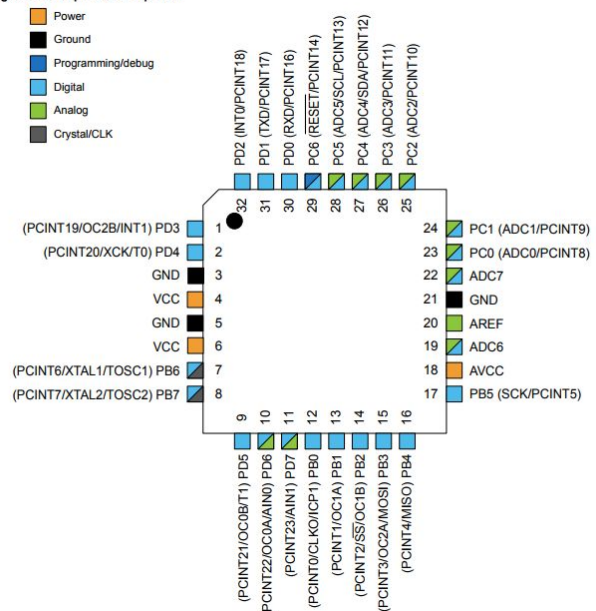 Power
Ground
Programming/debug
Digital
Analog
Crystal/CLK
PD2 (INT0/PCINT18)
PD1 (TXD/PCINT17)
PD0 (RXD/PCINT16)
PC6 (RESET/PCINT14)
PC5 (ADC5/SCL/PCINT13)
PC4 (ADC4/SDA/PCINT12)
PC3 (ADC3/PCINT11)
PC2 (ADC2/PCINT10)
32 31 30 29 28 27 26 25
(PCINT19/OC2B/INT1) PD3 1
(PCINT20/XCK/T0) PD4 2
GND 3
VCC 4
GND 5
VCC 6
(PCINT6/XTAL1/TOSC1) PB6 7
(PCINT7/XTAL2/TOSC2) PB7 8
24 PC1 (ADC1/PCINT9)
23 PC0 (ADC0/PCINT8)
22 ADC7
21 GND
20 AREF
19 ADC6
18 AVCC
17 PB5 (SCK/PCINT5)
9 10 11 12 13 14 15 16
(PCINT21/OC0B/T1) PD5
(PCINT22/OC0A/AIN0) PD6
(PCINT23/AIN1) PD7
(PCINT0/CLKO/ICP1) PB0
(PCINT1/OC1A) PB1
(PCINT2/SS/OC1B) PB2
(PCINT3/OC2A/MOSI) PB3
(PCINT4/MISO) PB4